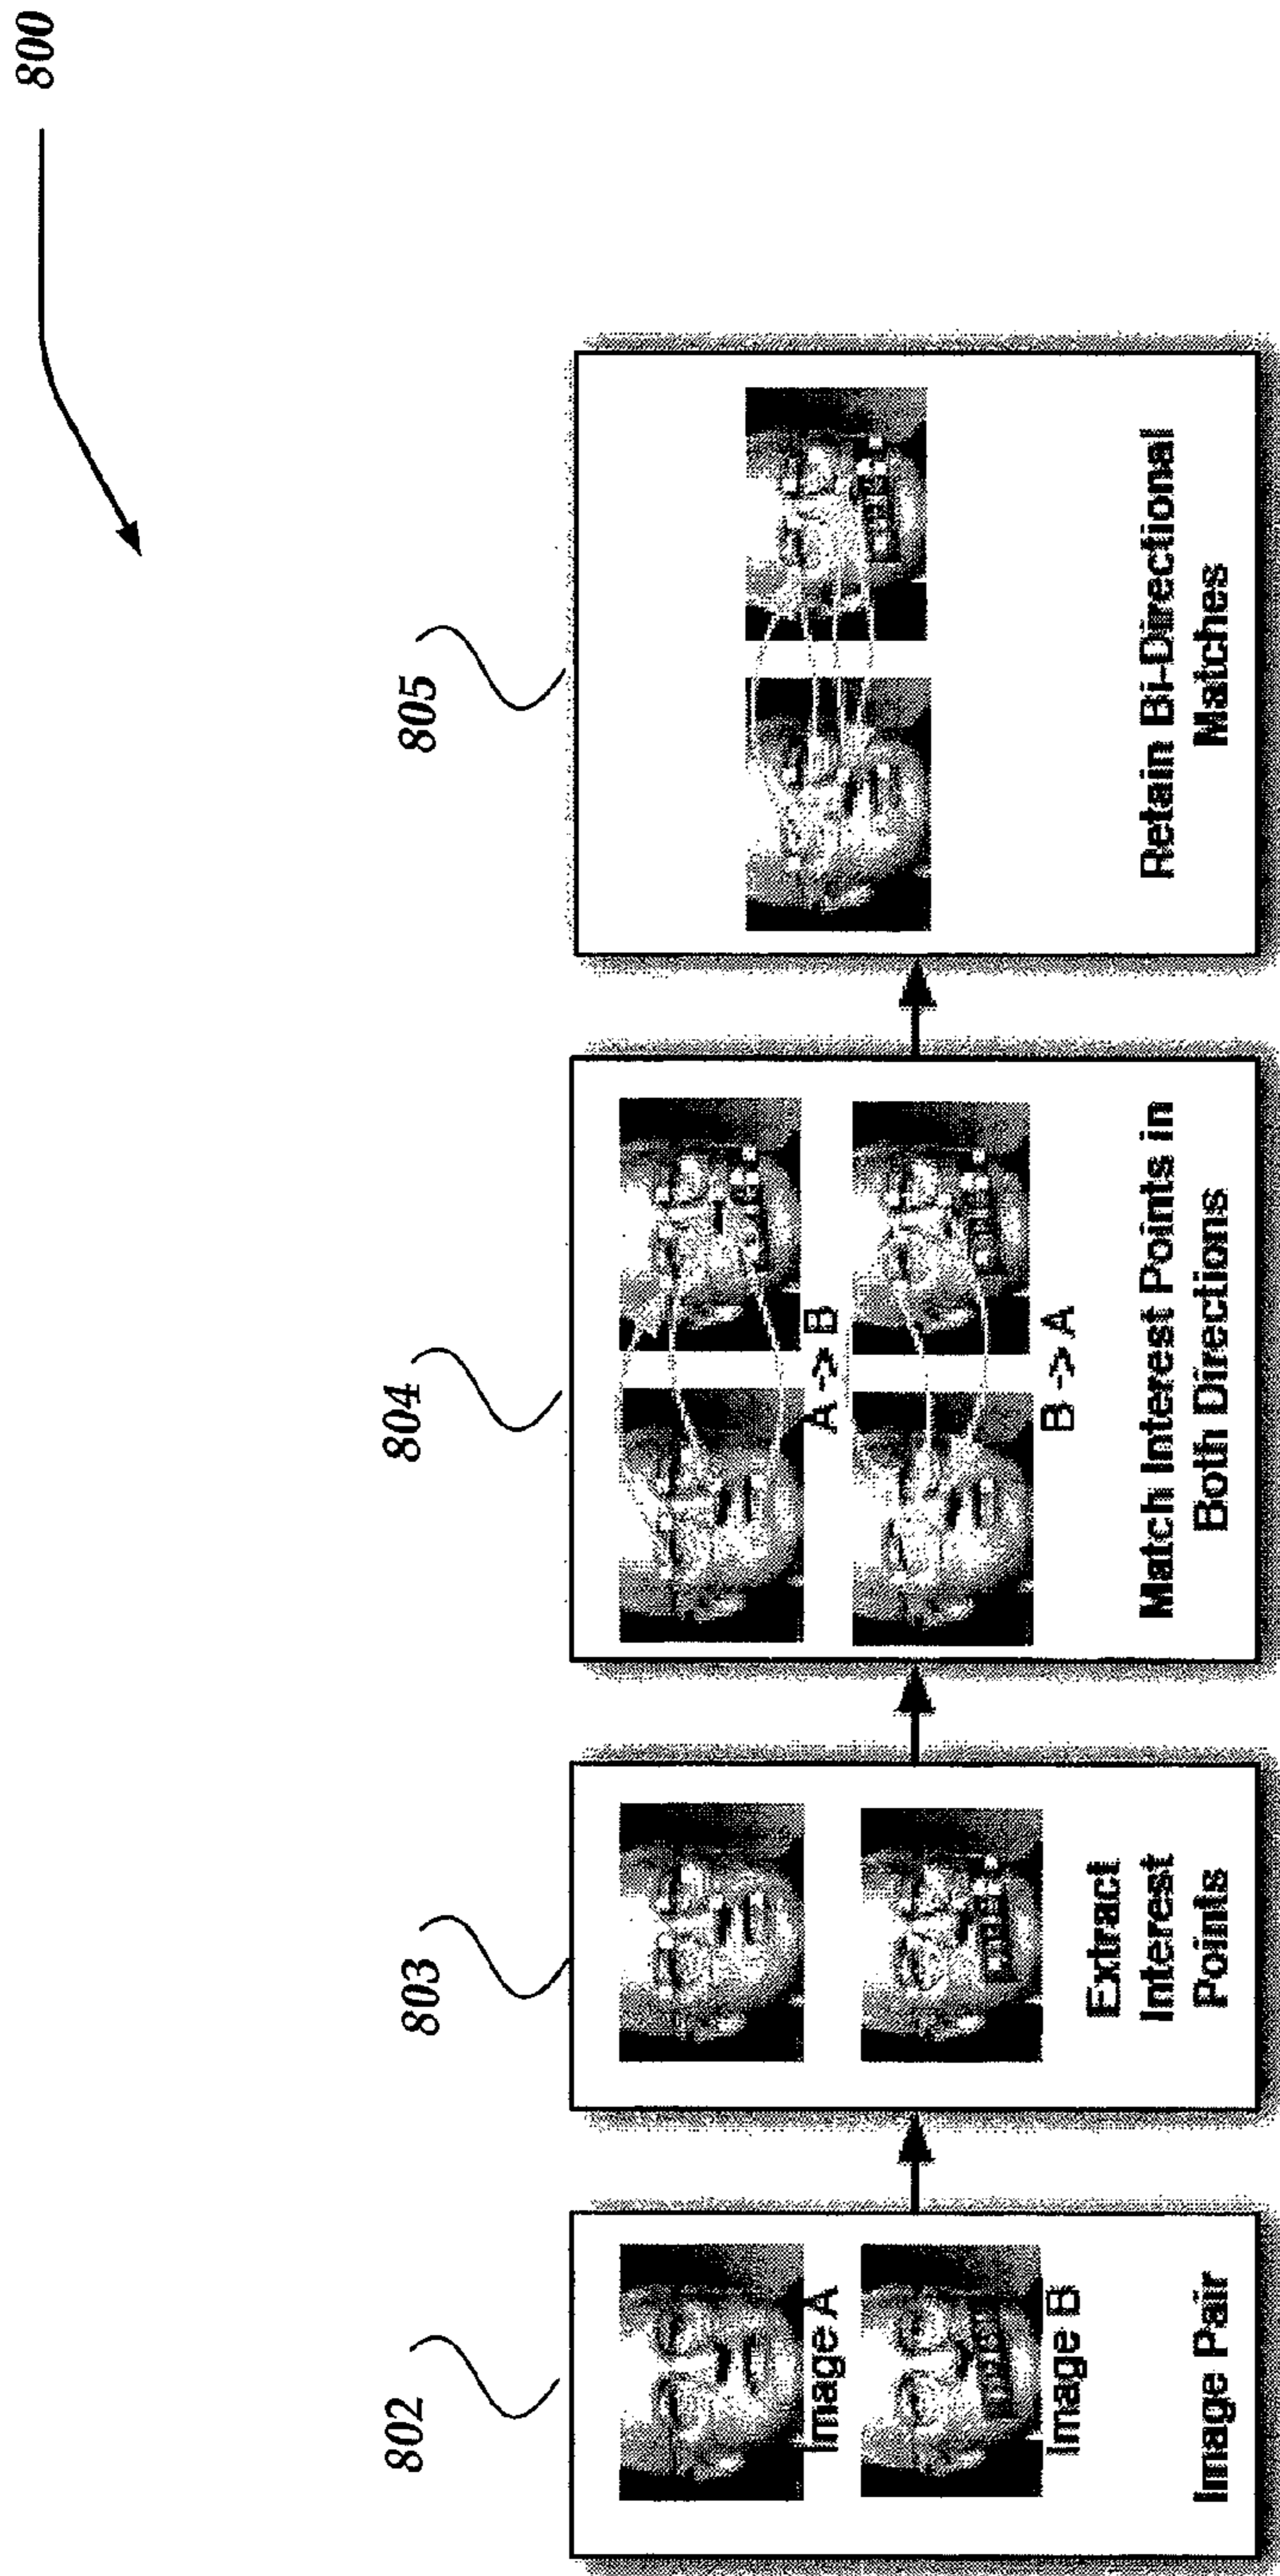 800
802
Image A
Image B
Image Pair
803
Extract
Interest
Points
804
A -> B
B -> A
Match Interest Points in
Both Directions
805
Retain Bi-Directional
Matches